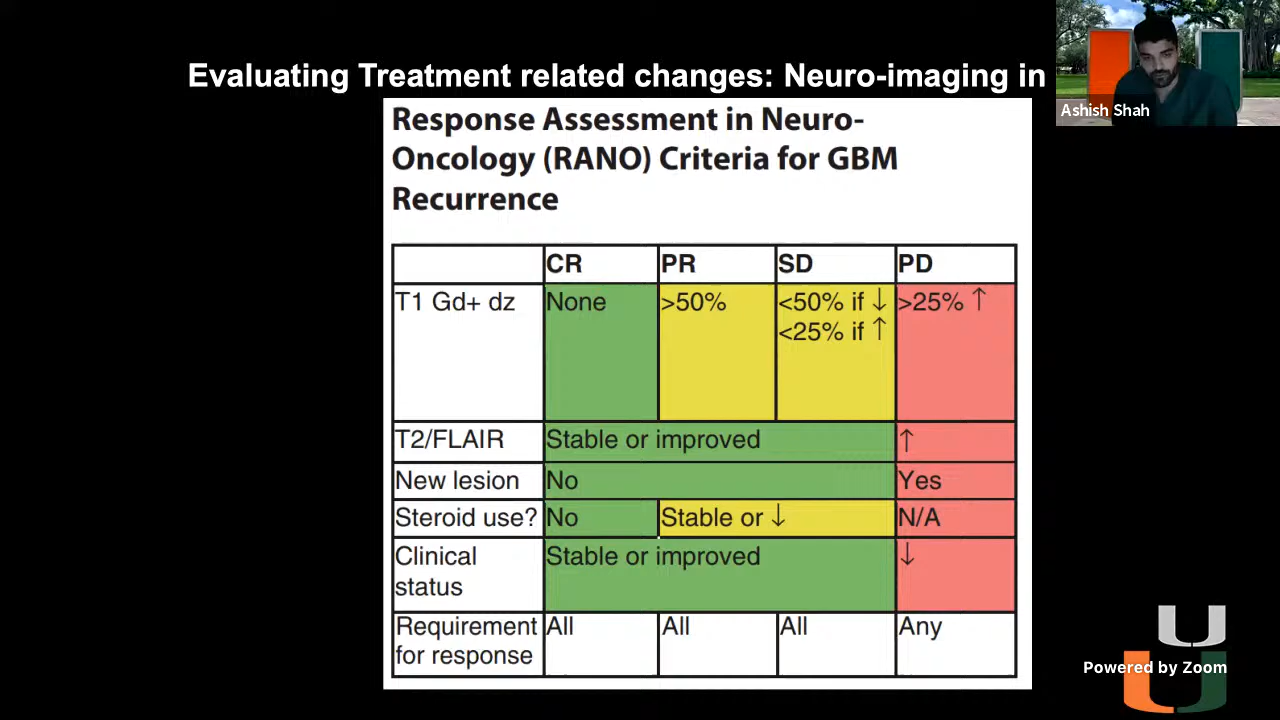 Evaluating Treatment related changes: Neuro-imaging in
Ashish Shah
Response Assessment in Neuro-
Oncology (RANO) Criteria for GBM
Recurrence
CR PR SD PD
T1 Gd+ dz None >50% <50% if ↓ >25% ↑
<25% if ↑
T2/FLAIR Stable or improved ↑
New lesion No Yes
Steroid use? No Stable or ↓ N/A
Clinical Stable or improved ↓
status
Requirement All All All Any
for response
Powered by Zoom